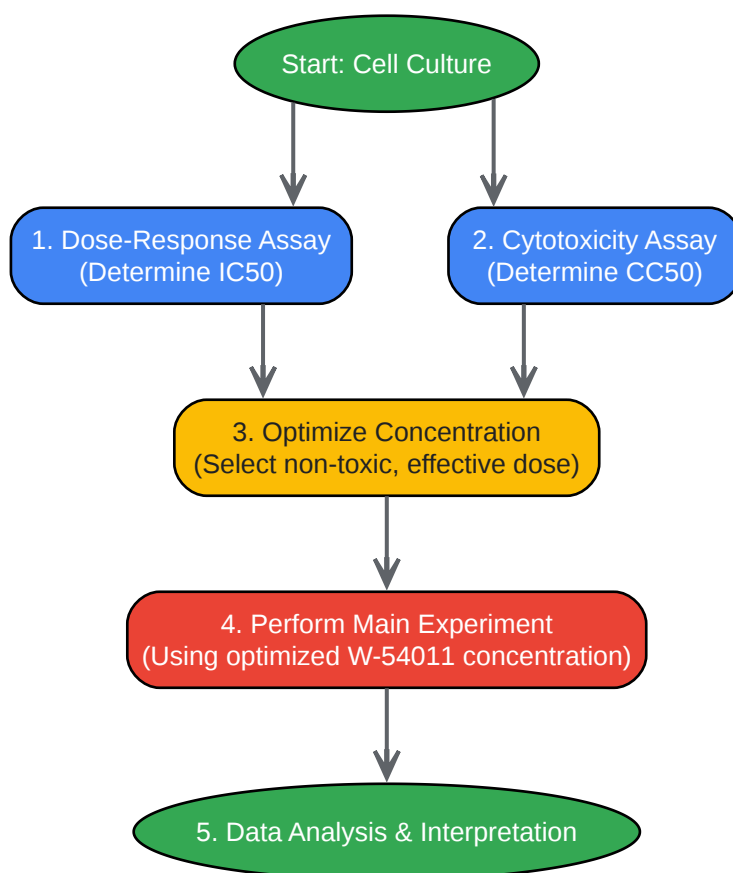 Start: Cell Culture
1. Dose-Response Assay
(Determine IC50)
2. Cytotoxicity Assay
(Determine CC50)
3. Optimize Concentration
(Select non-toxic, effective dose)
4. Perform Main Experiment
(Using optimized W-54011 concentration)
5. Data Analysis & Interpretation